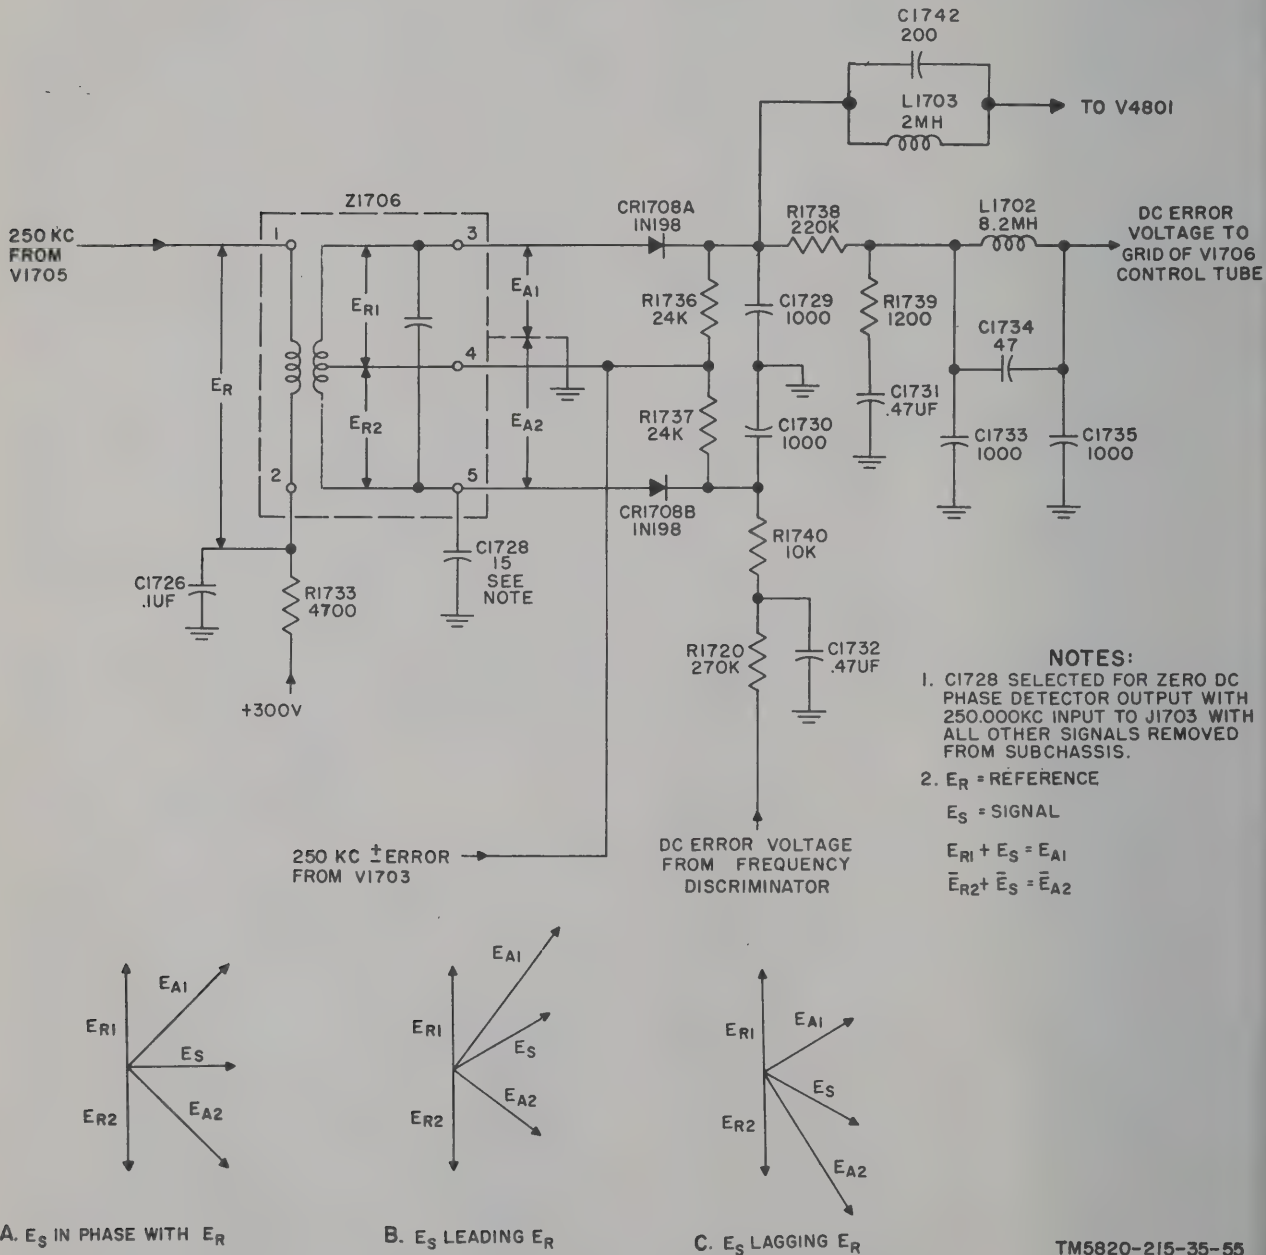 C1742
200
L1703
2MH
TO V4801
Z1706
250 KC
FROM
V1705
1
3
CR1708A
IN198
R1738
220K
L1702
8.2MH
DC ERROR
VOLTAGE TO
GRID OF V1706
CONTROL TUBE
ER1
EA1
R1736
24K
C1729
1000
R1739
1200
C1734
47
ER
4
ER2
EA2
R1737
24K
C1730
1000
C1731
.47UF
C1733
1000
C1735
1000
2
5
CR1708B
IN198
C1728
15
SEE
NOTE
R1740
10K
C1726
.1UF
R1733
4700
R1720
270K
C1732
.47UF
+300V
NOTES:
1. C1728 SELECTED FOR ZERO DC
PHASE DETECTOR OUTPUT WITH
250.000KC INPUT TO J1703 WITH
ALL OTHER SIGNALS REMOVED
FROM SUBCHASSIS.
2. ER = REFERENCE
ES = SIGNAL
ER1 + ES = EA1
ĒR2 + ĒS = ĒA2
250 KC ± ERROR
FROM V1703
DC ERROR VOLTAGE
FROM FREQUENCY
DISCRIMINATOR
EA1
ER1
ES
ER2
EA2
EA1
ER1
ES
EA2
ER2
EA1
ER1
ES
ER2
EA2
A. ES IN PHASE WITH ER
B. ES LEADING ER
C. ES LAGGING ER
TM5820-215-35-55